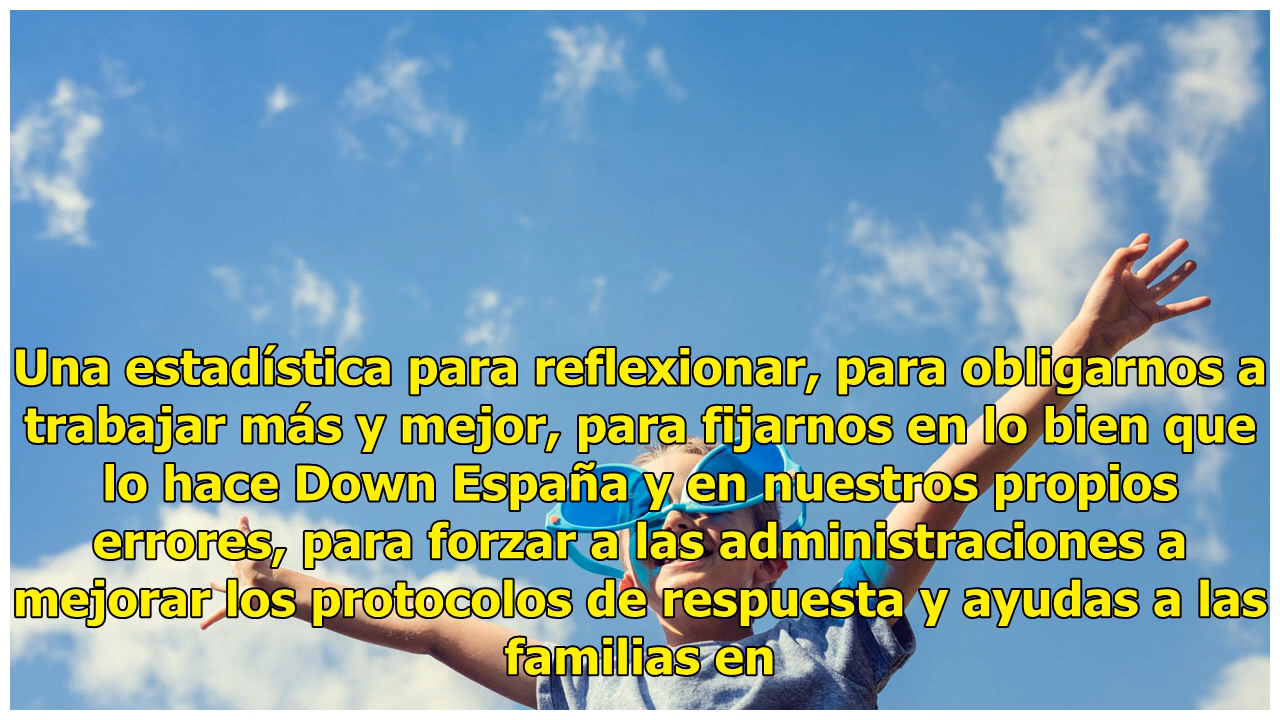 Una estadística para reflexionar, para obligarnos a
trabajar más y mejor, para fijarnos en lo bien que
lo hace Down España y en nuestros propios
errores, para forzar a las administraciones a
mejorar los protocolos de respuesta y ayudas a las
familias en